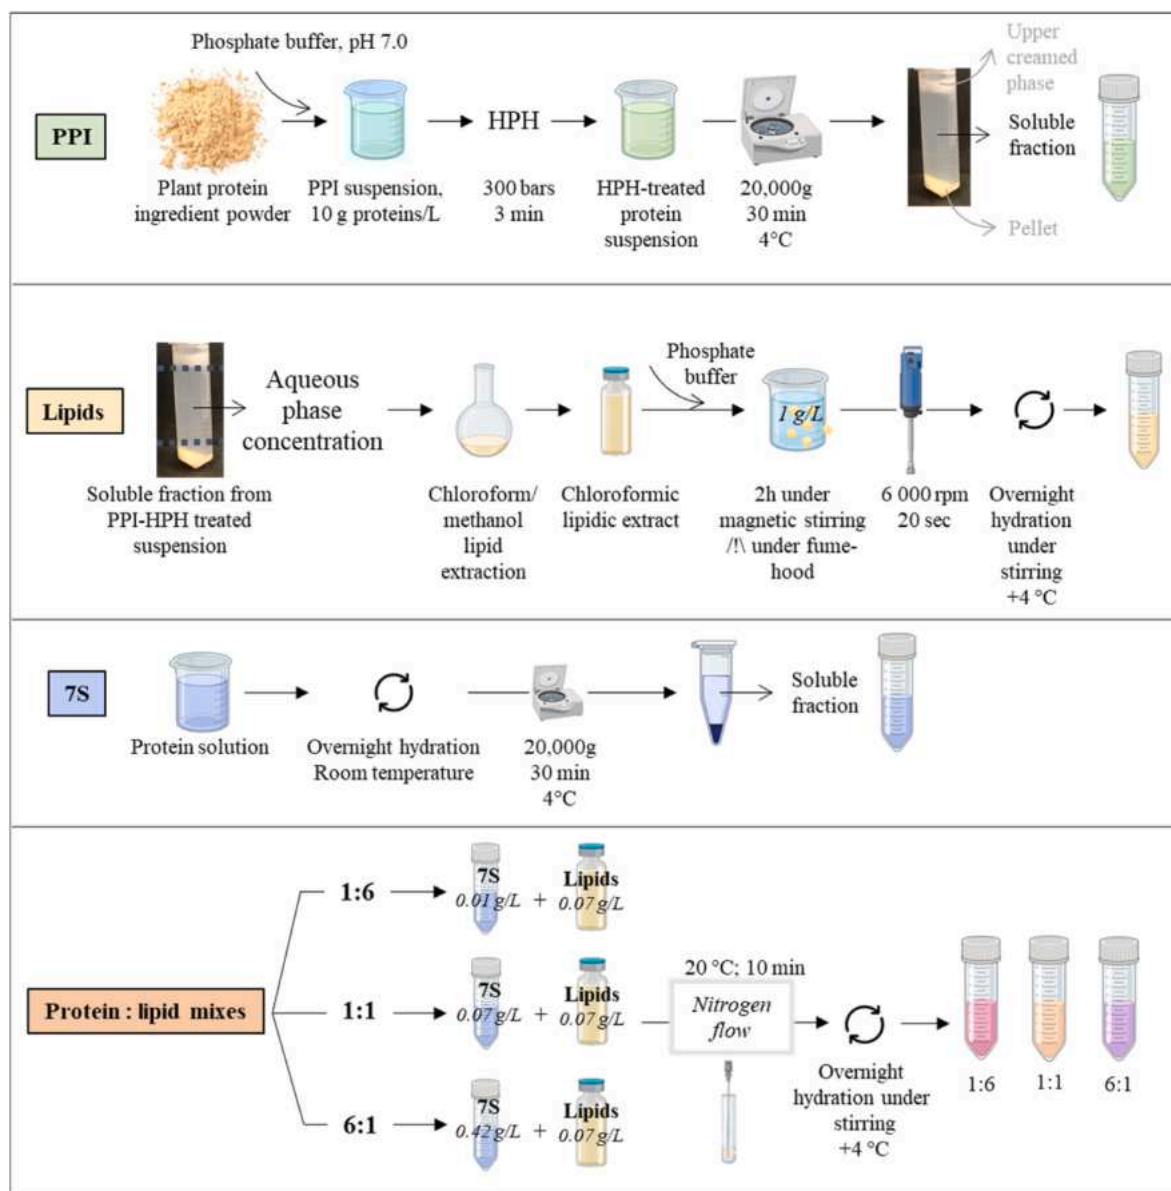 Phosphate buffer, pH 7.0
PPI
Plant protein
ingredient powder
PPI suspension,
10 g proteins/L
HPH
300 bars
3 min
HPH-treated
protein
suspension
20,000g
30 min
4°C
Upper
creamed
phase
Soluble
fraction
Pellet
Lipids
Soluble fraction from
PPI-HPH treated
suspension
Aqueous
phase
concentration
Chloroform/
methanol
lipid
extraction
Chloroformic
lipidic extract
Phosphate
buffer
1 g/L
2h under
magnetic stirring
/!\ under fume-
hood
6 000 rpm
20 sec
Overnight
hydration
under
stirring
+4 °C
7S
Protein solution
Overnight hydration
Room temperature
20,000g
30 min
4°C
Soluble
fraction
Protein : lipid mixes
1:6
7S
0.01 g/L
+
Lipids
0.07 g/L
1:1
7S
0.07 g/L
+
Lipids
0.07 g/L
6:1
7S
0.42 g/L
+
Lipids
0.07 g/L
20 °C; 10 min
Nitrogen
flow
Overnight
hydration under
stirring
+4 °C
1:6
1:1
6:1